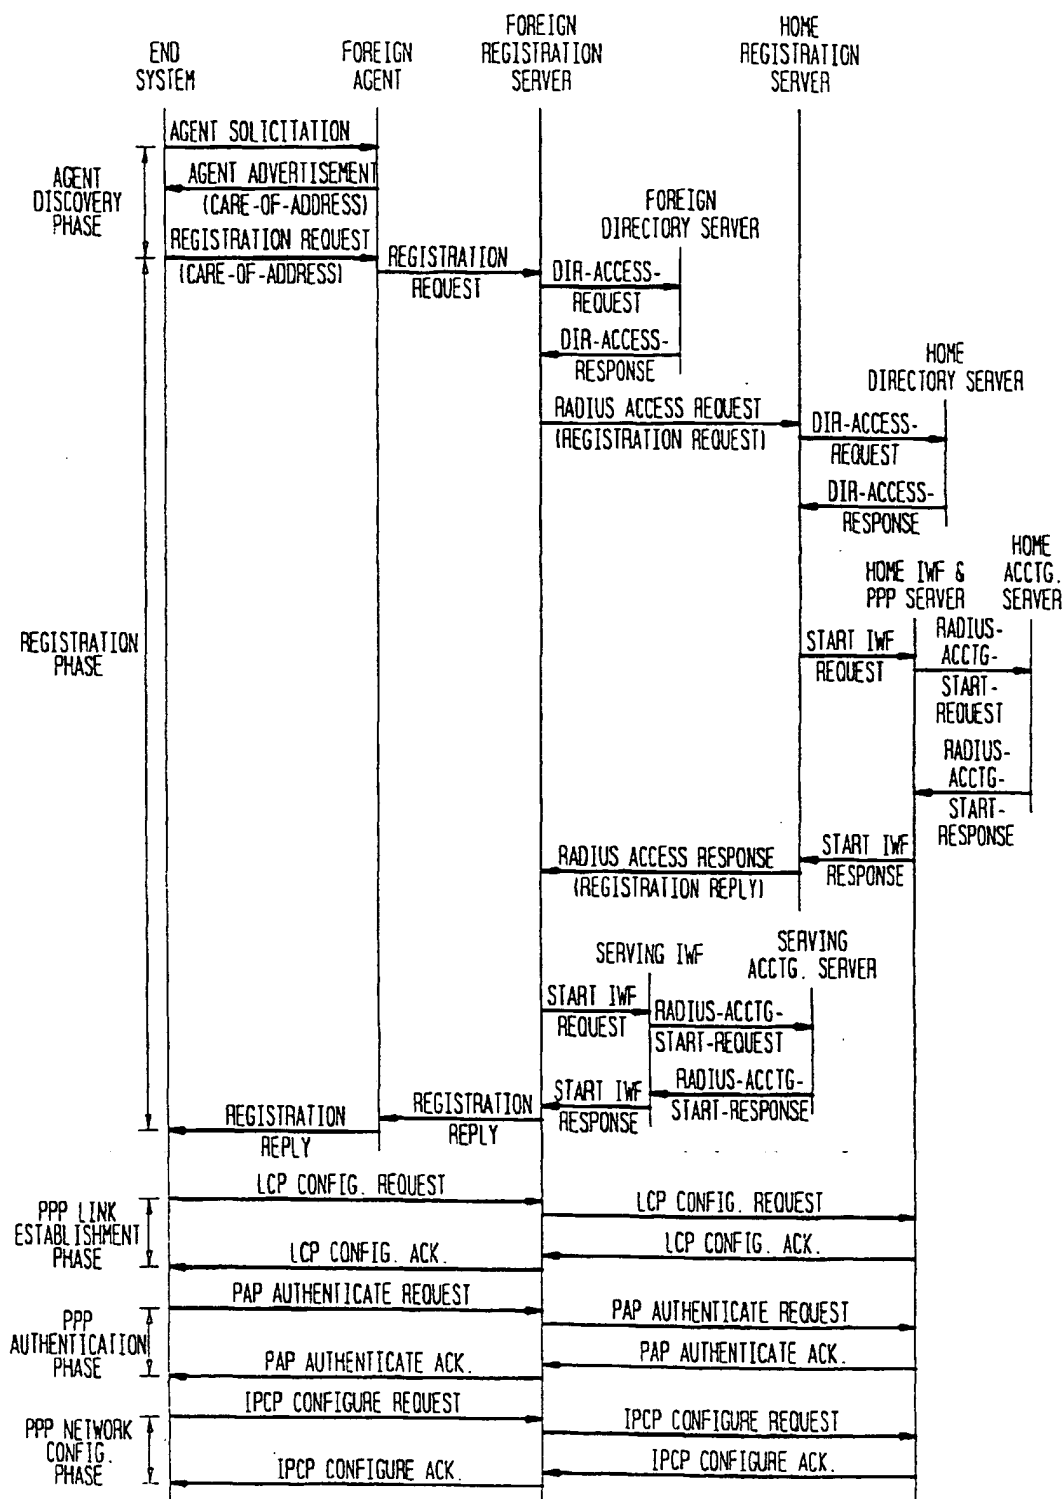 END
SYSTEM
FOREIGN
AGENT
FOREIGN
REGISTRATION
SERVER
HOME
REGISTRATION
SERVER
AGENT SOLICITATION
AGENT ADVERTISEMENT
(CARE-OF-ADDRESS)
AGENT
DISCOVERY
PHASE
REGISTRATION REQUEST
(CARE-OF-ADDRESS)
REGISTRATION
REQUEST
FOREIGN
DIRECTORY SERVER
DIR-ACCESS-
REQUEST
DIR-ACCESS-
RESPONSE
HOME
DIRECTORY SERVER
RADIUS ACCESS REQUEST
(REGISTRATION REQUEST)
DIR-ACCESS-
REQUEST
DIR-ACCESS-
RESPONSE
HOME IWF &
PPP SERVER
HOME
ACCTG.
SERVER
REGISTRATION
PHASE
START IWF
REQUEST
RADIUS-
ACCTG-
START-
REQUEST
RADIUS-
ACCTG-
START-
RESPONSE
START IWF
RESPONSE
RADIUS ACCESS RESPONSE
(REGISTRATION REPLY)
SERVING IWF
SERVING
ACCTG. SERVER
START IWF
REQUEST
RADIUS-ACCTG-
START-REQUEST
RADIUS-ACCTG-
START-RESPONSE
START IWF
RESPONSE
REGISTRATION
REPLY
REGISTRATION
REPLY
PPP LINK
ESTABLISHMENT
PHASE
LCP CONFIG. REQUEST
LCP CONFIG. REQUEST
LCP CONFIG. ACK.
LCP CONFIG. ACK.
PPP
AUTHENTICATION
PHASE
PAP AUTHENTICATE REQUEST
PAP AUTHENTICATE REQUEST
PAP AUTHENTICATE ACK.
PAP AUTHENTICATE ACK.
PPP NETWORK
CONFIG.
PHASE
IPCP CONFIGURE REQUEST
IPCP CONFIGURE REQUEST
IPCP CONFIGURE ACK.
IPCP CONFIGURE ACK.